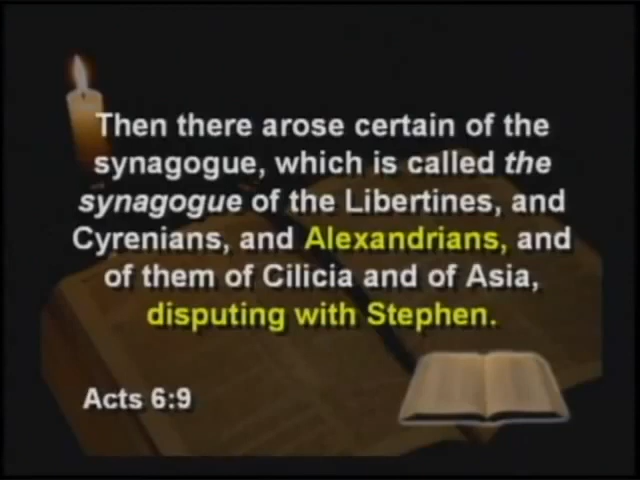 Then there arose certain of the
synagogue, which is called the
synagogue of the Libertines, and
Cyrenians, and Alexandrians, and
of them of Cilicia and of Asia,
disputing with Stephen.
Acts 6:9